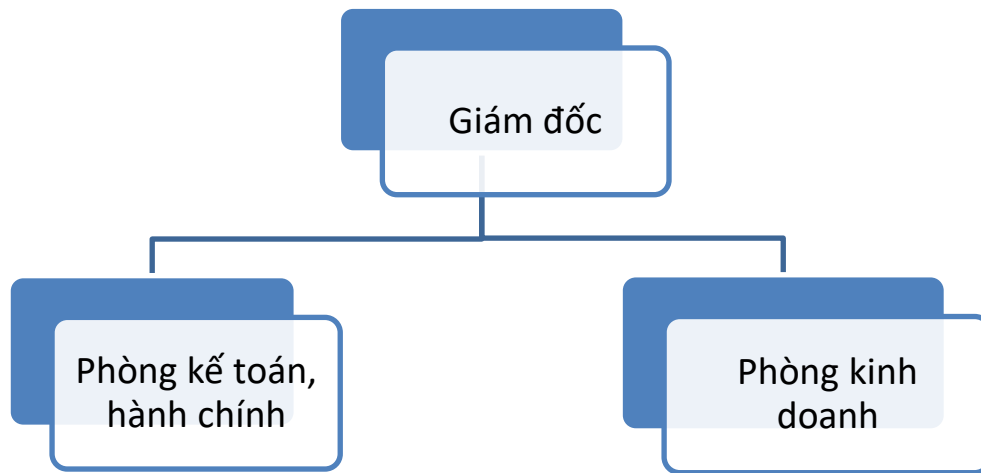 Giám đốc
Phòng kế toán,
hành chính
Phòng kinh
doanh